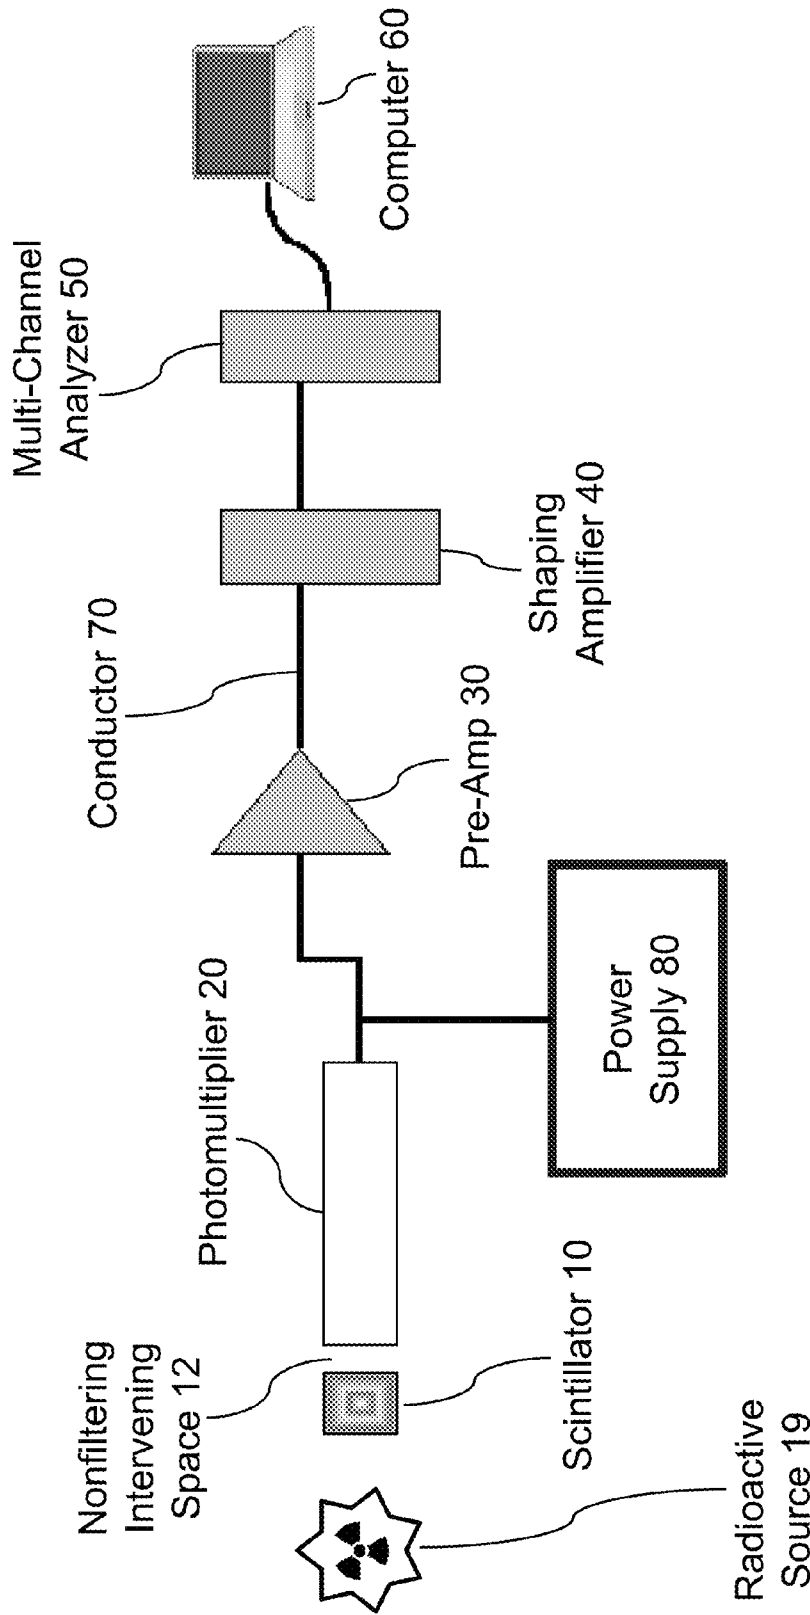 Nonfiltering
Intervening
Space 12
Photomultiplier 20
Conductor 70
Multi-Channel
Analyzer 50
Radioactive
Source 19
Scintillator 10
Power
Supply 80
Pre-Amp 30
Shaping
Amplifier 40
Computer 60